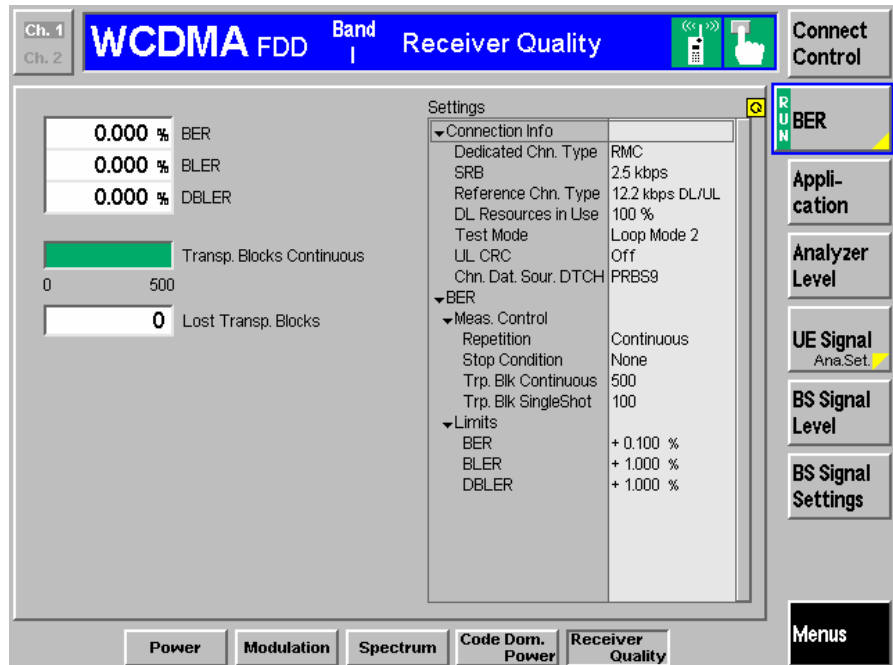 Ch. 1
Ch. 2
WCDMA FDD
Band
I
Receiver Quality
Connect
Control
0.000 % BER
0.000 % BLER
0.000 % DBLER
Transp. Blocks Continuous
0 500
0 Lost Transp. Blocks
Settings
Connection Info
Dedicated Chn. Type RMC
SRB 2.5 kbps
Reference Chn. Type 12.2 kbps DL/UL
DL Resources in Use 100 %
Test Mode Loop Mode 2
UL CRC Off
Chn. Dat. Sour. DTCH PRBS9
BER
Meas. Control
Repetition Continuous
Stop Condition None
Trp. Blk Continuous 500
Trp. Blk SingleShot 100
Limits
BER + 0.100 %
BLER + 1.000 %
DBLER + 1.000 %
RUN
BER
Appli-
cation
Analyzer
Level
UE Signal
Ana.Set.
BS Signal
Level
BS Signal
Settings
Menus
Power
Modulation
Spectrum
Code Dom.
Power
Receiver
Quality